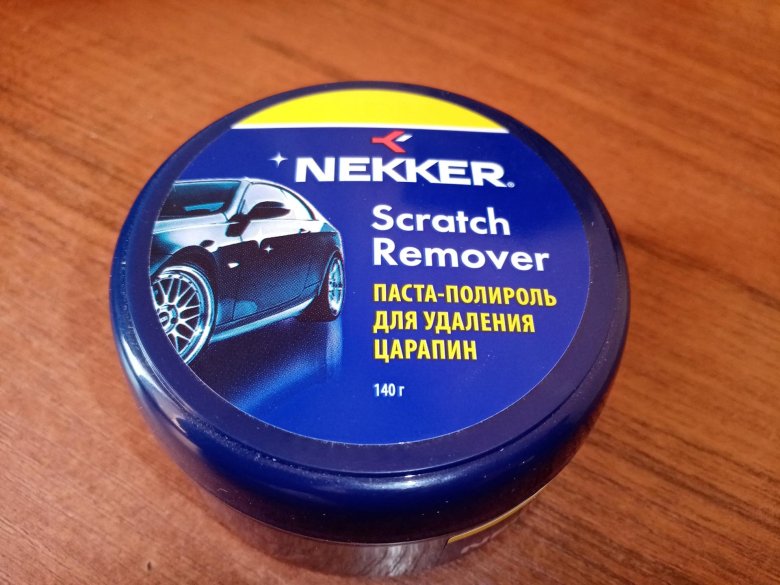 NEKKER®
Scratch
Remover
ПАСТА-ПОЛИРОЛЬ
ДЛЯ УДАЛЕНИЯ
ЦАРАПИН
140 г